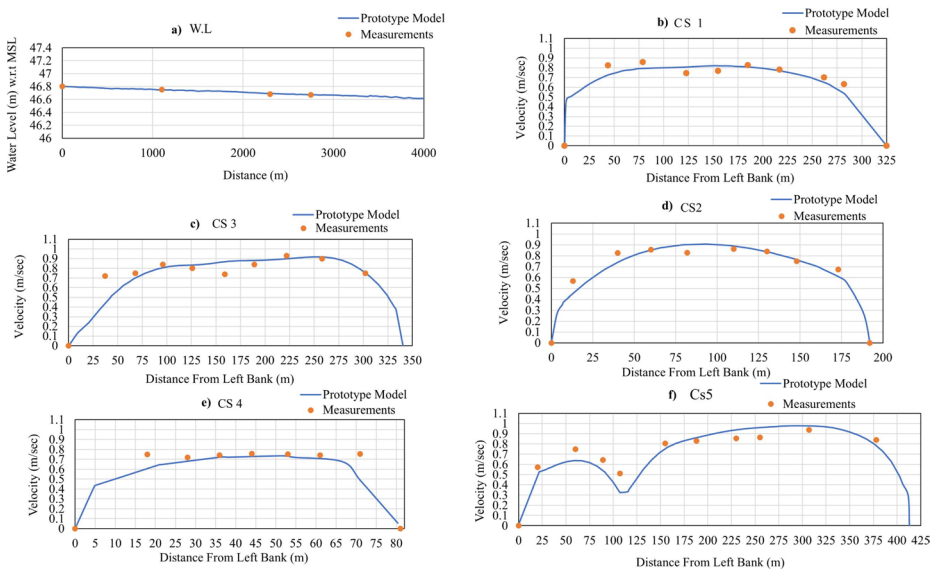 a) W.L
Prototype Model
Measurements
Water Level (m) w.r.t MSL
47.4
47.2
47
46.8
46.6
46.4
46.2
46
0 1000 2000 3000 4000
Distance (m)
b) CS 1
Prototype Model
Measurements
Velocity (m/sec)
1.1
1
0.9
0.8
0.7
0.6
0.5
0.4
0.3
0.2
0.1
0
0 25 50 75 100 125 150 175 200 225 250 275 300 325
Distance From Left Bank (m)
c) CS 3
Prototype Model
Measurements
Velocity (m/sec)
1.1
1
0.9
0.8
0.7
0.6
0.5
0.4
0.3
0.2
0.1
0
0 25 50 75 100 125 150 175 200 225 250 275 300 325 350
Distance From Left Bank (m)
d) CS2
Prototype Model
Measurements
Velocity (m/sec)
1.1
1
0.9
0.8
0.7
0.6
0.5
0.4
0.3
0.2
0.1
0
0 25 50 75 100 125 150 175 200
Distance From Left Bank (m)
e) CS 4
Prototype Model
Measurements
Velocity (m/sec)
1.1
1
0.9
0.8
0.7
0.6
0.5
0.4
0.3
0.2
0.1
0
0 5 10 15 20 25 30 35 40 45 50 55 60 65 70 75 80
Distance From Left Bank (m)
f) Cs5
Prototype Model
Measurements
Velocity (m/sec)
1.1
1
0.9
0.8
0.7
0.6
0.5
0.4
0.3
0.2
0.1
0
0 25 50 75 100 125 150 175 200 225 250 275 300 325 350 375 400 425
Distance From Left Bank (m)